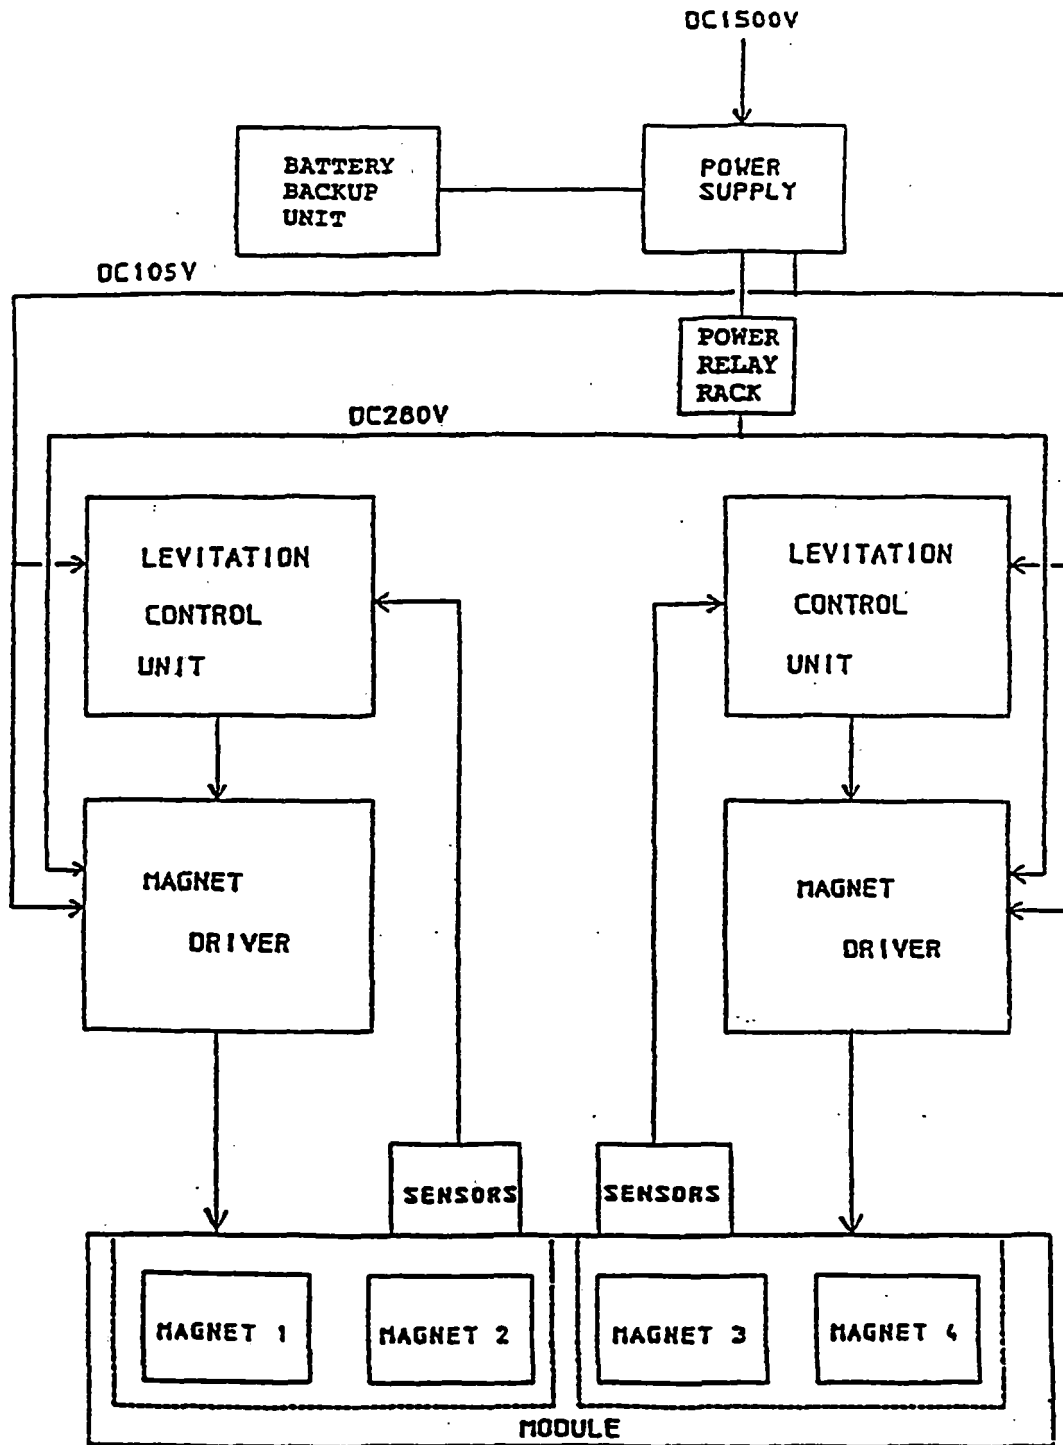 DC1500V
BATTERY
BACKUP
UNIT
POWER
SUPPLY
DC105V
POWER
RELAY
RACK
DC280V
LEVITATION
CONTROL
UNIT
LEVITATION
CONTROL
UNIT
MAGNET
DRIVER
MAGNET
DRIVER
SENSORS
SENSORS
MAGNET 1
MAGNET 2
MAGNET 3
MAGNET 4
MODULE